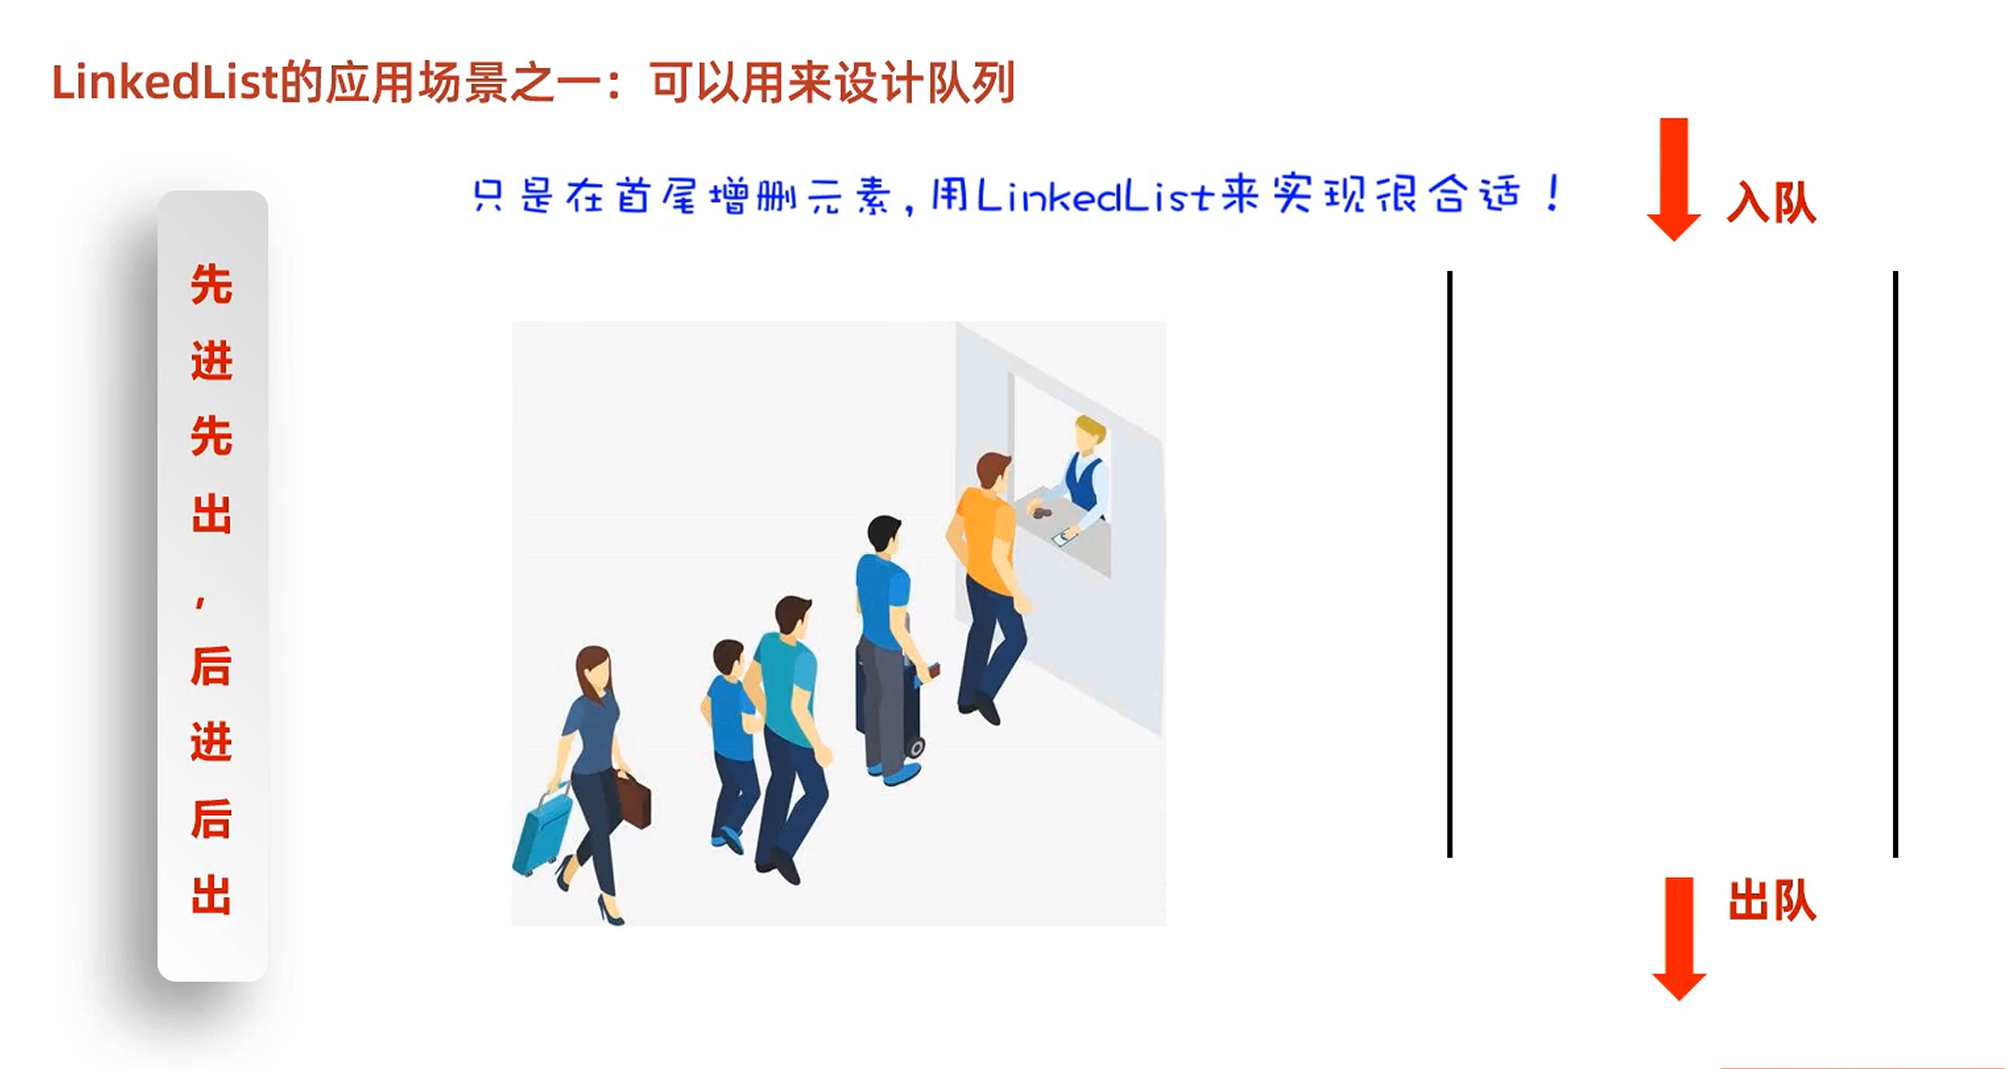 LinkedList的应用场景之一：可以用来设计队列
只是在首尾增删元素，用LinkedList来实现很合适！
入队
先进先出，后进后出
出队